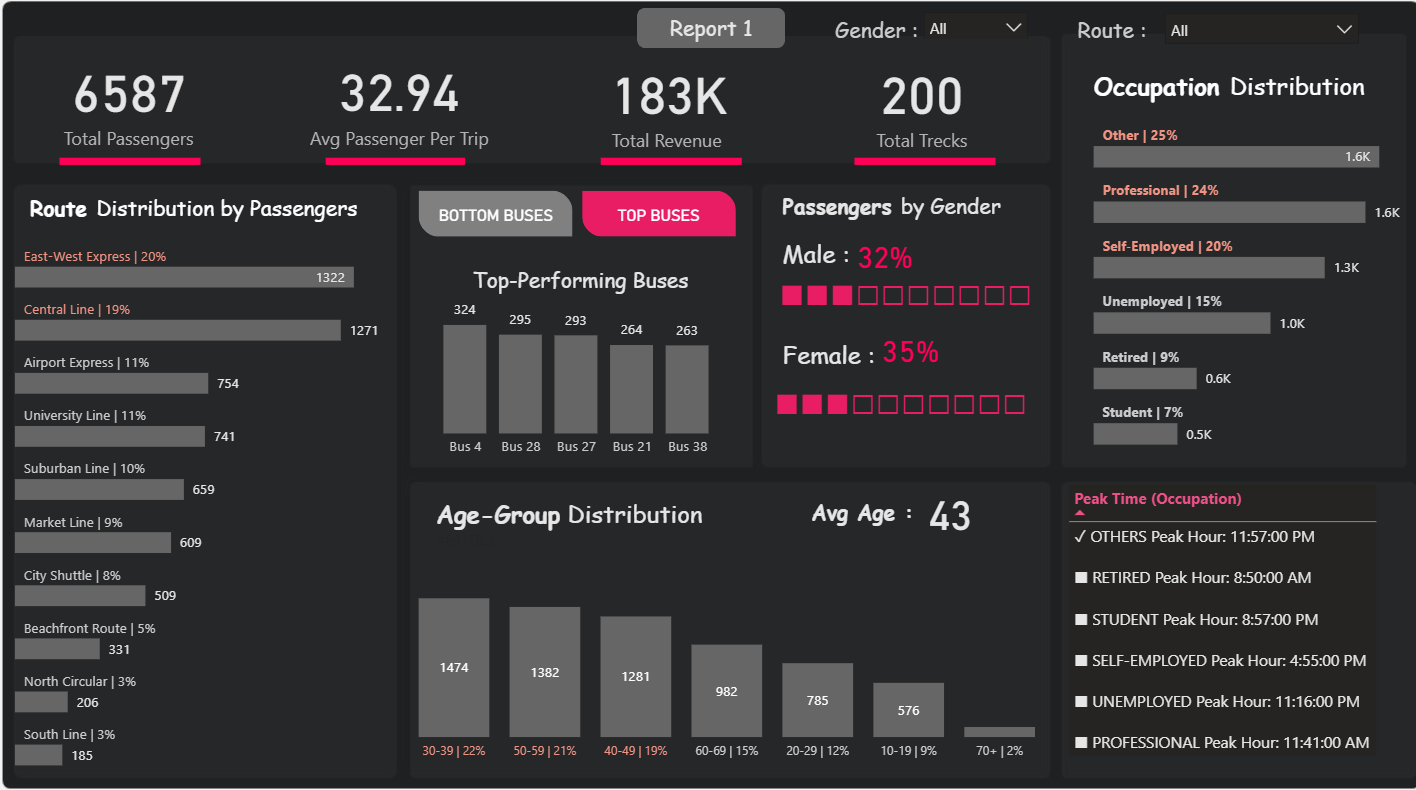 Report 1
Gender :
All
Route :
All
6587
Total Passengers
32.94
Avg Passenger Per Trip
183K
Total Revenue
200
Total Trecks
Occupation Distribution
Other | 25%
1.6K
Professional | 24%
1.6K
Self-Employed | 20%
1.3K
Unemployed | 15%
1.0K
Retired | 9%
0.6K
Student | 7%
0.5K
Route Distribution by Passengers
East-West Express | 20%
1322
Central Line | 19%
1271
Airport Express | 11%
754
University Line | 11%
741
Suburban Line | 10%
659
Market Line | 9%
609
City Shuttle | 8%
509
Beachfront Route | 5%
331
North Circular | 3%
206
South Line | 3%
185
BOTTOM BUSES
TOP BUSES
Top-Performing Buses
324
295
293
264
263
Bus 4
Bus 28
Bus 27
Bus 21
Bus 38
Passengers by Gender
Male : 32%
Female : 35%
Age-Group Distribution
Avg Age : 43
1474
1382
1281
982
785
576
30-39 | 22%
50-59 | 21%
40-49 | 19%
60-69 | 15%
20-29 | 12%
10-19 | 9%
70+ | 2%
Peak Time (Occupation)
✓ OTHERS Peak Hour: 11:57:00 PM
RETIRED Peak Hour: 8:50:00 AM
STUDENT Peak Hour: 8:57:00 PM
SELF-EMPLOYED Peak Hour: 4:55:00 PM
UNEMPLOYED Peak Hour: 11:16:00 PM
PROFESSIONAL Peak Hour: 11:41:00 AM